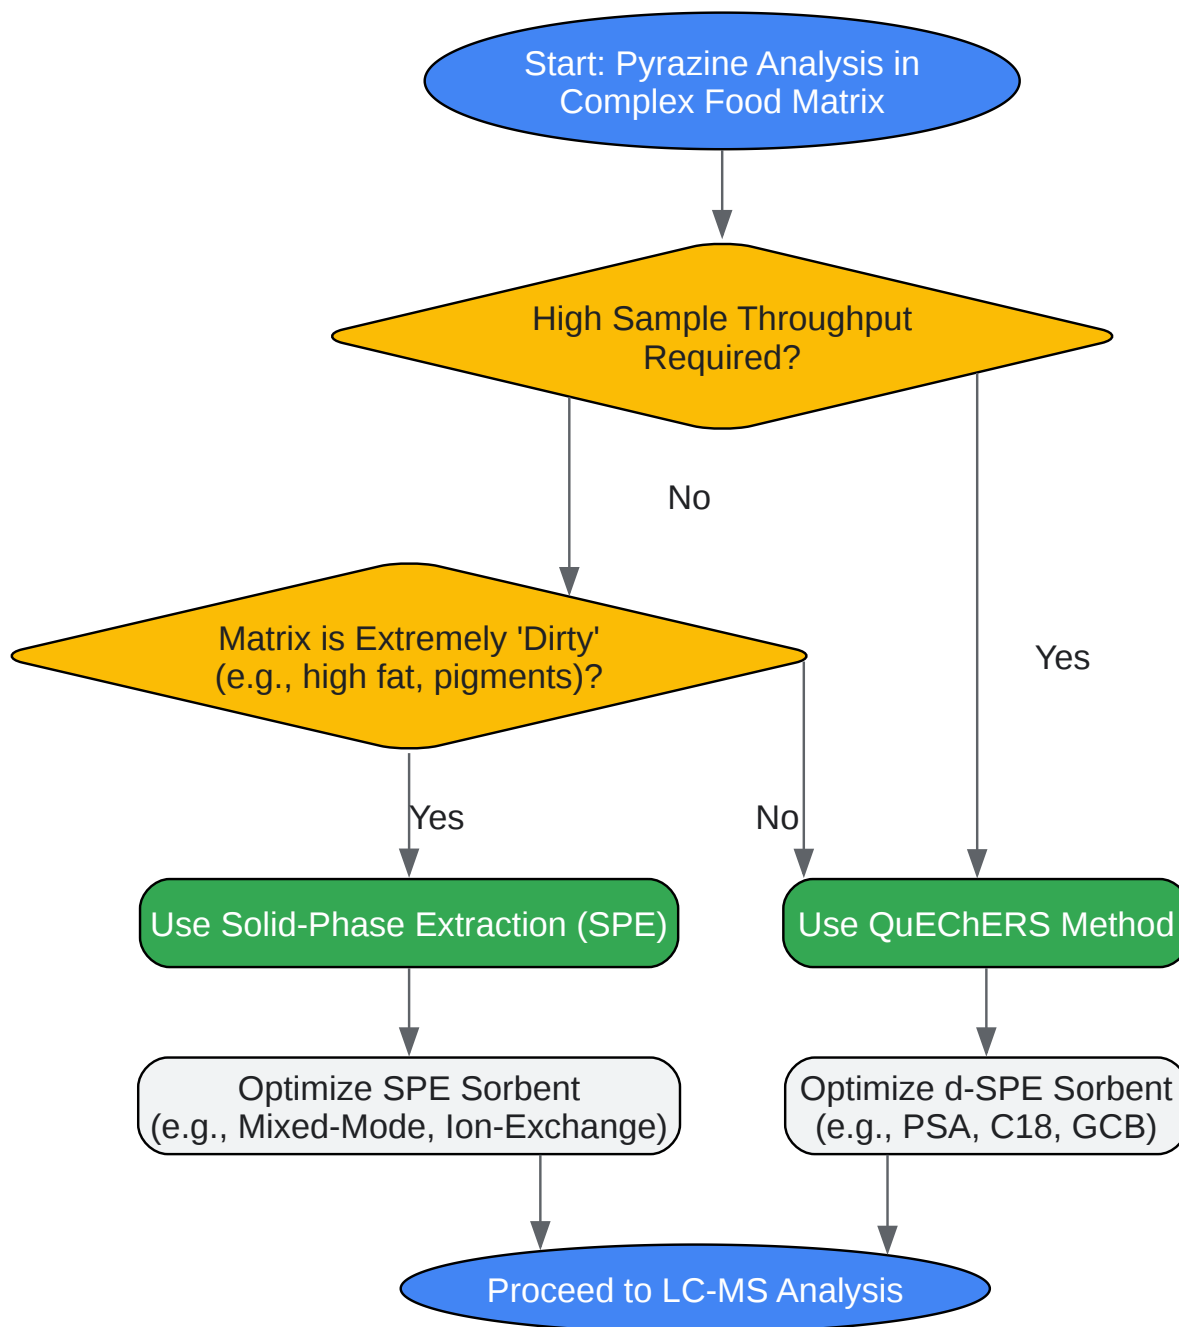 Start: Pyrazine Analysis in
Complex Food Matrix
High Sample Throughput
Required?
No
Matrix is Extremely 'Dirty'
(e.g., high fat, pigments)?
Yes
Yes
No
Use Solid-Phase Extraction (SPE)
Use QuEChERS Method
Optimize SPE Sorbent
(e.g., Mixed-Mode, Ion-Exchange)
Optimize d-SPE Sorbent
(e.g., PSA, C18, GCB)
Proceed to LC-MS Analysis